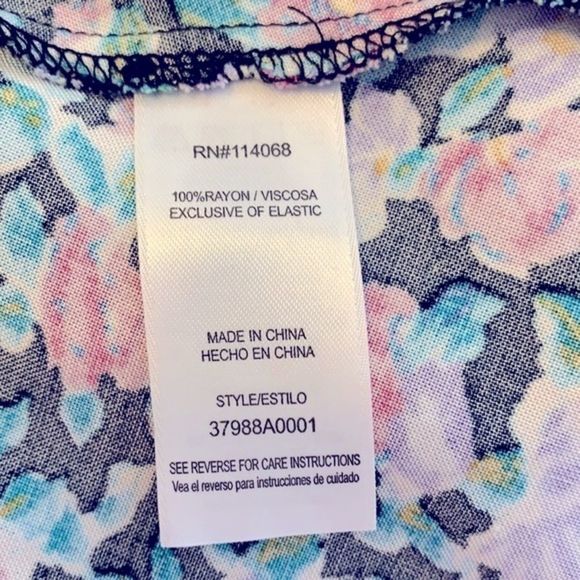 RN#114068
100%RAYON / VISCOSA
EXCLUSIVE OF ELASTIC
MADE IN CHINA
HECHO EN CHINA
STYLE/ESTILO
37988A0001
SEE REVERSE FOR CARE INSTRUCTIONS
Vea el reverso para instrucciones de cuidado